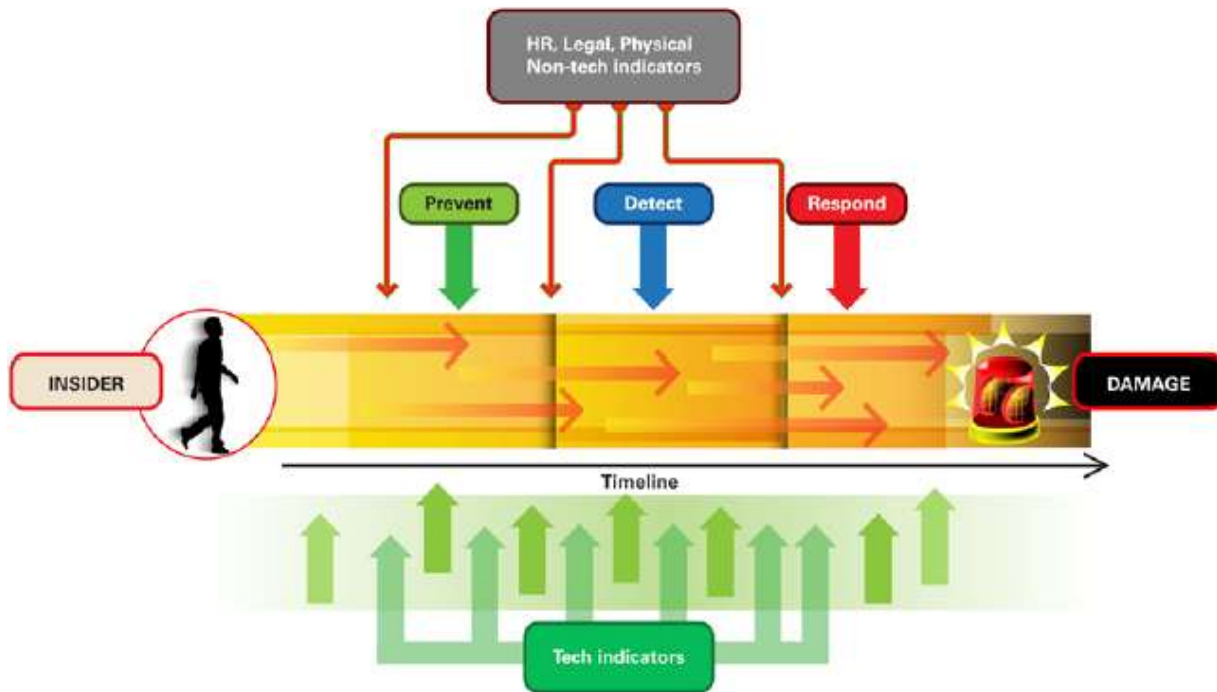 HR, Legal, Physical
Non-tech indicators
Prevent
Detect
Respond
INSIDER
DAMAGE
Timeline
Tech indicators